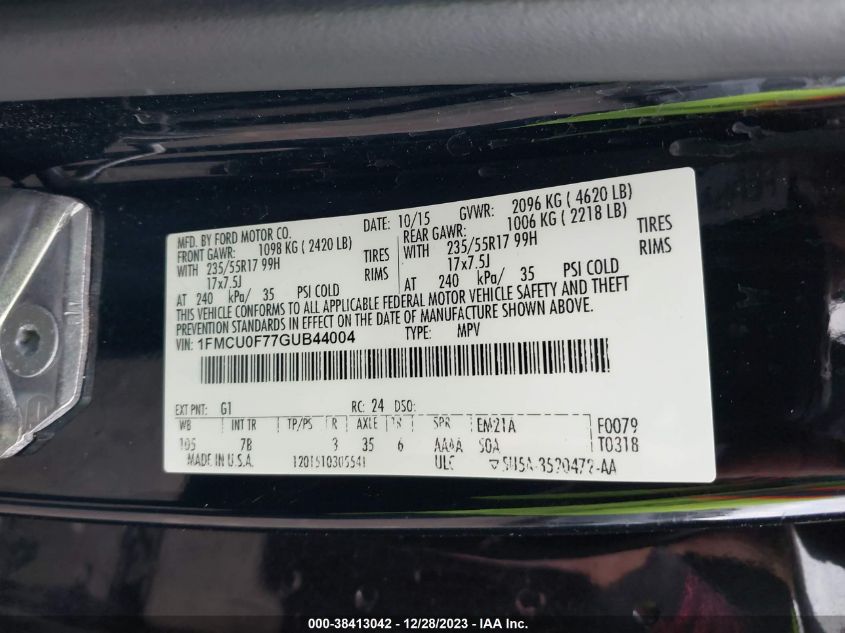 MFD. BY FORD MOTOR CO. DATE: 10/15 GVWR: 2096 KG ( 4620 LB)
FRONT GAWR: 1098 KG ( 2420 LB) REAR GAWR: 1006 KG ( 2218 LB)
WITH 235/55R17 99H TIRES WITH 235/55R17 99H TIRES
17x7.5J RIMS 17x7.5J RIMS
AT 240 kPa/ 35 PSI COLD AT 240 kPa/ 35 PSI COLD
THIS VEHICLE CONFORMS TO ALL APPLICABLE FEDERAL MOTOR VEHICLE SAFETY AND THEFT
PREVENTION STANDARDS IN EFFECT ON THE DATE OF MANUFACTURE SHOWN ABOVE.
VIN: 1FMCU0F77GUB44004 TYPE: MPV
EXT PNT: G1 RC: 24 DSO:
WB INT TR TP/PS R AXLE TR SPR EM21A F0079
105 7B 3 35 6 AA8A SOA T0318
MADE IN U.S.A. ULE
000-38413042 - 12/28/2023 - IAA Inc.